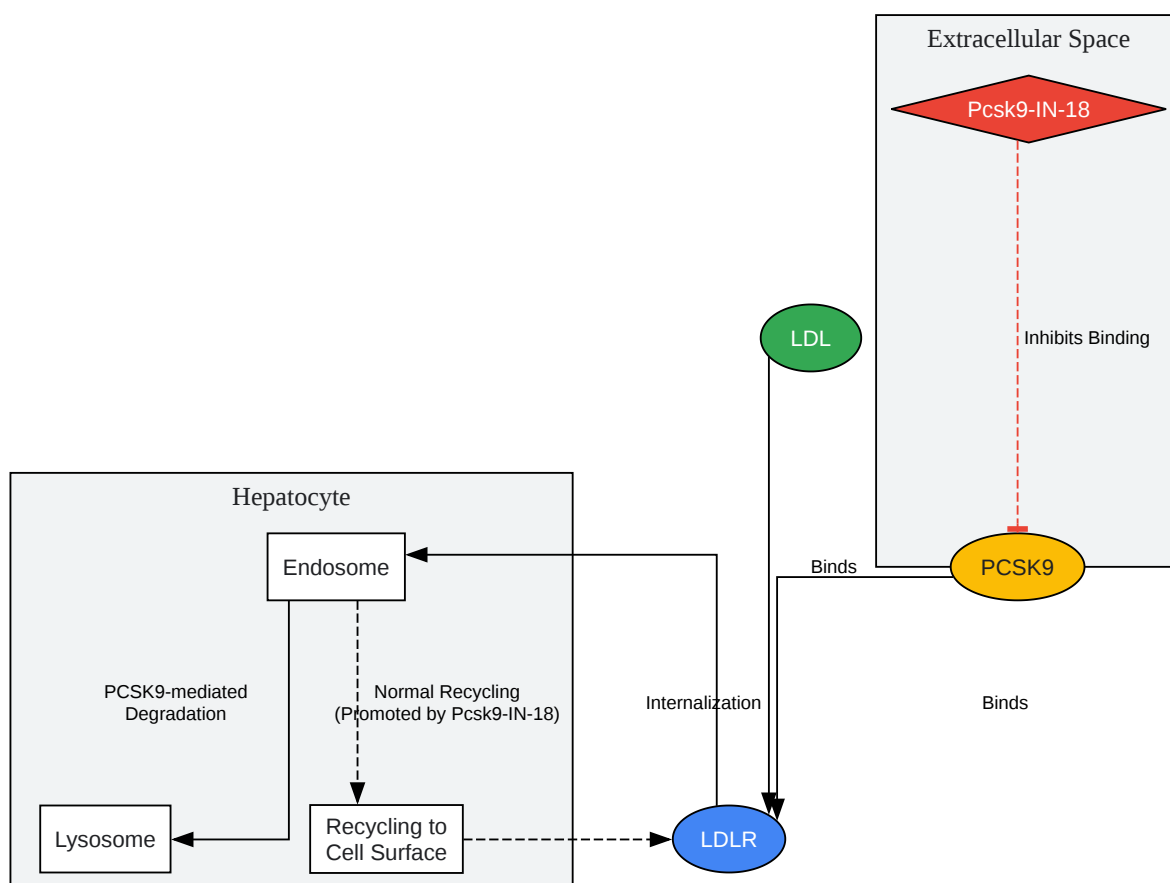 Extracellular Space
Pcsk9-IN-18
LDL
Inhibits Binding
Hepatocyte
Endosome
Binds
PCSK9
PCSK9-mediated
Degradation
Normal Recycling
(Promoted by Pcsk9-IN-18)
Internalization
Binds
Lysosome
Recycling to
Cell Surface
LDLR